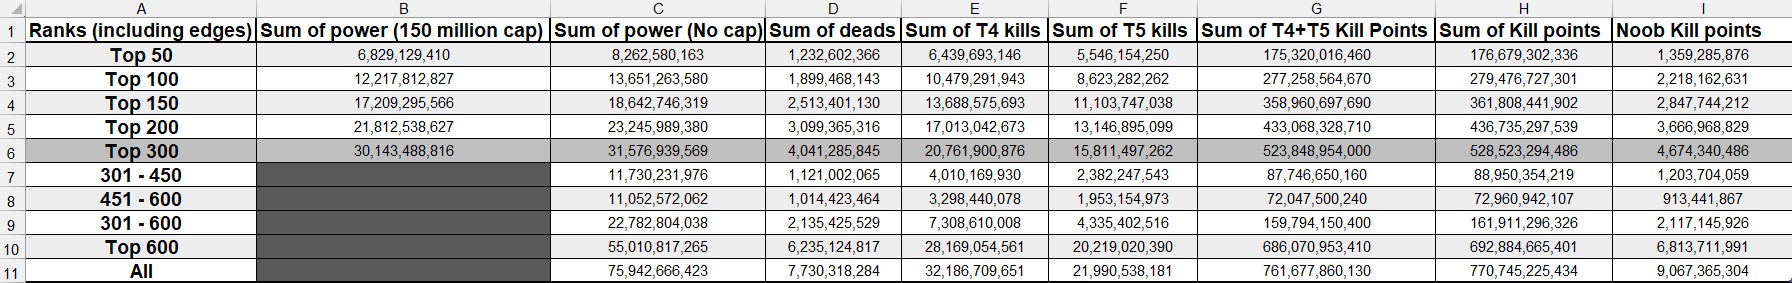 A B C D E F G H I
1 Ranks (including edges) Sum of power (150 million cap) Sum of power (No cap) Sum of deads Sum of T4 kills Sum of T5 kills Sum of T4+T5 Kill Points Sum of Kill points Noob Kill points
2 Top 50 6,829,129,410 8,262,580,163 1,232,602,366 6,439,693,146 5,546,154,250 175,320,016,460 176,679,302,336 1,359,285,876
3 Top 100 12,217,812,827 13,651,263,580 1,899,468,143 10,479,291,943 8,623,282,262 277,258,564,670 279,476,727,301 2,218,162,631
4 Top 150 17,209,295,566 18,642,746,319 2,513,401,130 13,688,575,693 11,103,747,038 358,960,697,690 361,808,441,902 2,847,744,212
5 Top 200 21,812,538,627 23,245,989,380 3,099,365,316 17,013,042,673 13,146,895,099 433,068,328,710 436,735,297,539 3,666,968,829
6 Top 300 30,143,488,816 31,576,939,569 4,041,285,845 20,761,900,876 15,811,497,262 523,848,954,000 528,523,294,486 4,674,340,486
7 301 - 450 11,730,231,976 1,121,002,065 4,010,169,930 2,382,247,543 87,746,650,160 88,950,354,219 1,203,704,059
8 451 - 600 11,052,572,062 1,014,423,464 3,298,440,078 1,953,154,973 72,047,500,240 72,960,942,107 913,441,867
9 301 - 600 22,782,804,038 2,135,425,529 7,308,610,008 4,335,402,516 159,794,150,400 161,911,296,326 2,117,145,926
10 Top 600 55,010,817,265 6,235,124,817 28,169,054,561 20,219,020,390 686,070,953,410 692,884,665,401 6,813,711,991
11 All 75,942,666,423 7,730,318,284 32,186,709,651 21,990,538,181 761,677,860,130 770,745,225,434 9,067,365,304